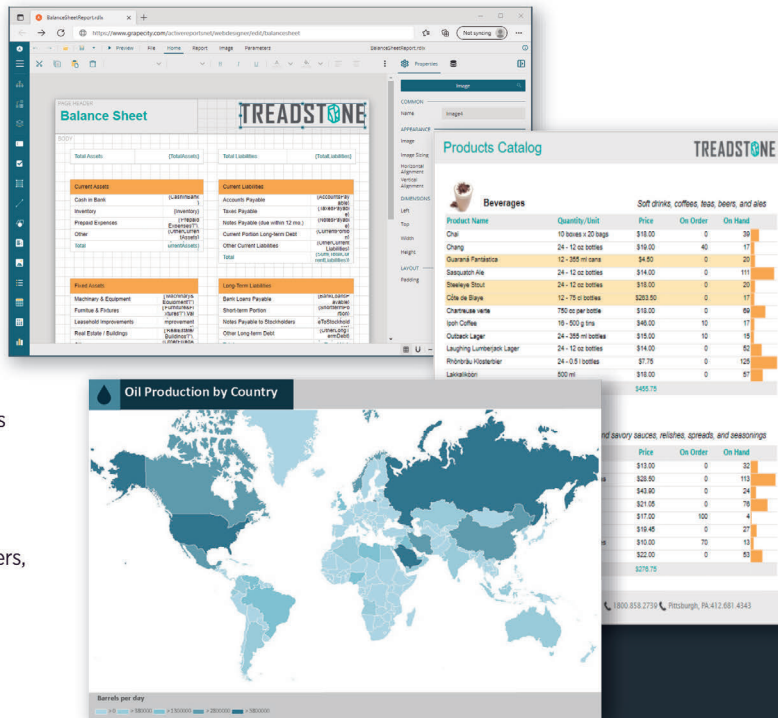 BalanceSheetReport.rdlx
https://www.grapecity.com/activereportsnet/webdesigner/edit/balancesheet
Not syncing
Preview File Home Report Image Parameters
BalanceSheetReport.rdlx
Properties
PAGE HEADER
Balance Sheet
TREADSTONE
BODY
Total Assets {TotalAssets} Total Liabilities {TotalLiabilities}
Current Assets Current Liabilities
Cash in Bank Accounts Payable
Inventory {Inventory} Taxes Payable
Prepaid Expenses Notes Payable (due within 12 mo.)
Other Current Portion Long-term Debt
Total Other Current Liabilities
Total
Fixed Assets Long-Term Liabilities
Machinery & Equipment Bank Loans Payable
Furnitue & Fixtures Short-term Portion
Leasehold Improvements Notes Payable to Stockholders
Real Estate / Buildings Other Long-term Debt
Image
COMMON
Name Image4
APPEARANCE
Image
Image Sizing
Horizontal Alignment
Vertical Alignment
DIMENSIONS
Left
Top
Width
Height
LAYOUT
Padding
Products Catalog
TREADSTONE
Beverages Soft drinks, coffees, teas, beers, and ales
Product Name Quantity/Unit Price On Order On Hand
Chai 10 boxes x 20 bags $18.00 0 39
Chang 24 - 12 oz bottles $19.00 40 17
Guaraná Fantástica 12 - 355 ml cans $4.50 0 20
Sasquatch Ale 24 - 12 oz bottles $14.00 0 111
Steeleye Stout 24 - 12 oz bottles $18.00 0 20
Côte de Blaye 12 - 75 cl bottles $263.50 0 17
Chartreuse verte 750 cc per bottle $18.00 0 69
Ipoh Coffee 16 - 500 g tins $46.00 10 17
Outback Lager 24 - 355 ml bottles $15.00 10 15
Laughing Lumberjack Lager 24 - 12 oz bottles $14.00 0 52
Rhönbräu Klosterbier 24 - 0.5 l bottles $7.75 0 125
Lakkalikööri 500 ml $18.00 0 57
$455.75
nd savory sauces, relishes, spreads, and seasonings
Price On Order On Hand
$13.00 0 32
$28.50 0 113
$43.90 0 24
$21.05 0 76
$17.00 100 4
$19.45 0 27
$10.00 70 13
$22.00 0 53
1800.858.2739 Pittsburgh, PA:412.681.4343
s
ers,
Oil Production by Country
Barrels per day